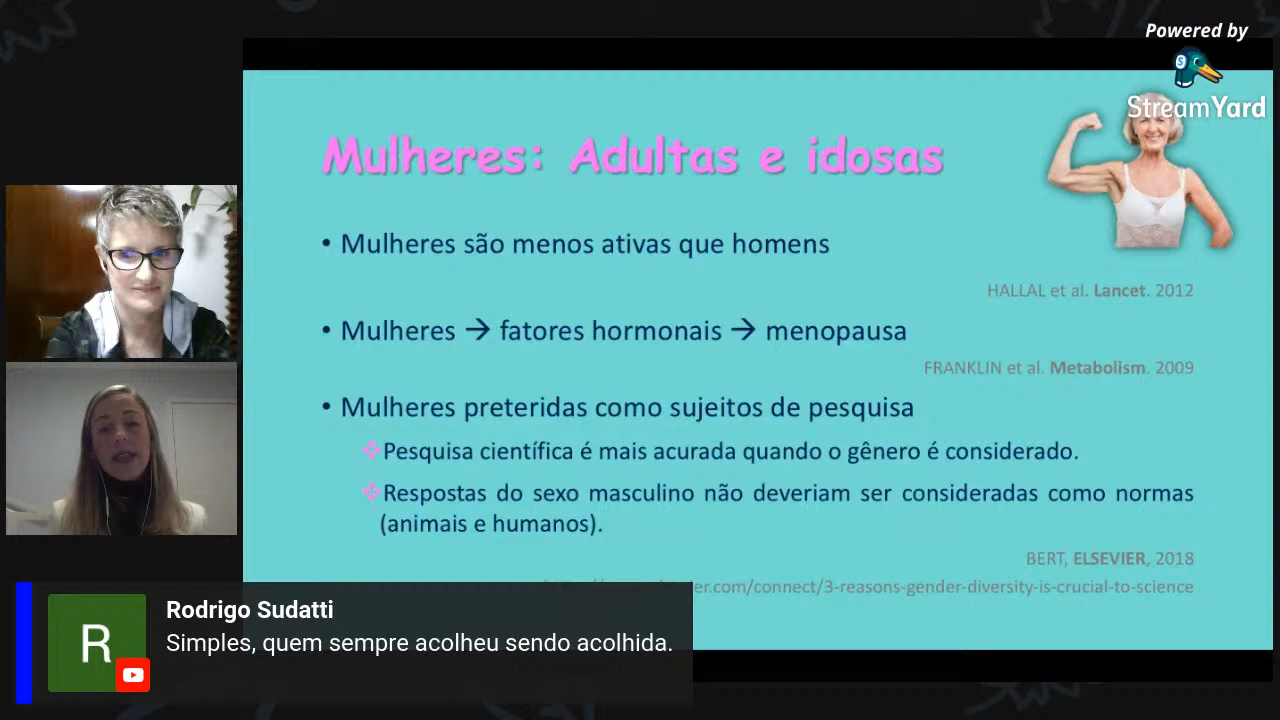 Powered by
StreamYard
Mulheres: Adultas e idosas
• Mulheres são menos ativas que homens
HALLAL et al. Lancet. 2012
• Mulheres → fatores hormonais → menopausa
FRANKLIN et al. Metabolism. 2009
• Mulheres preteridas como sujeitos de pesquisa
Pesquisa científica é mais acurada quando o gênero é considerado.
Respostas do sexo masculino não deveriam ser consideradas como normas
(animais e humanos).
BERT, ELSEVIER, 2018
er.com/connect/3-reasons-gender-diversity-is-crucial-to-science
R
Rodrigo Sudatti
Simples, quem sempre acolheu sendo acolhida.